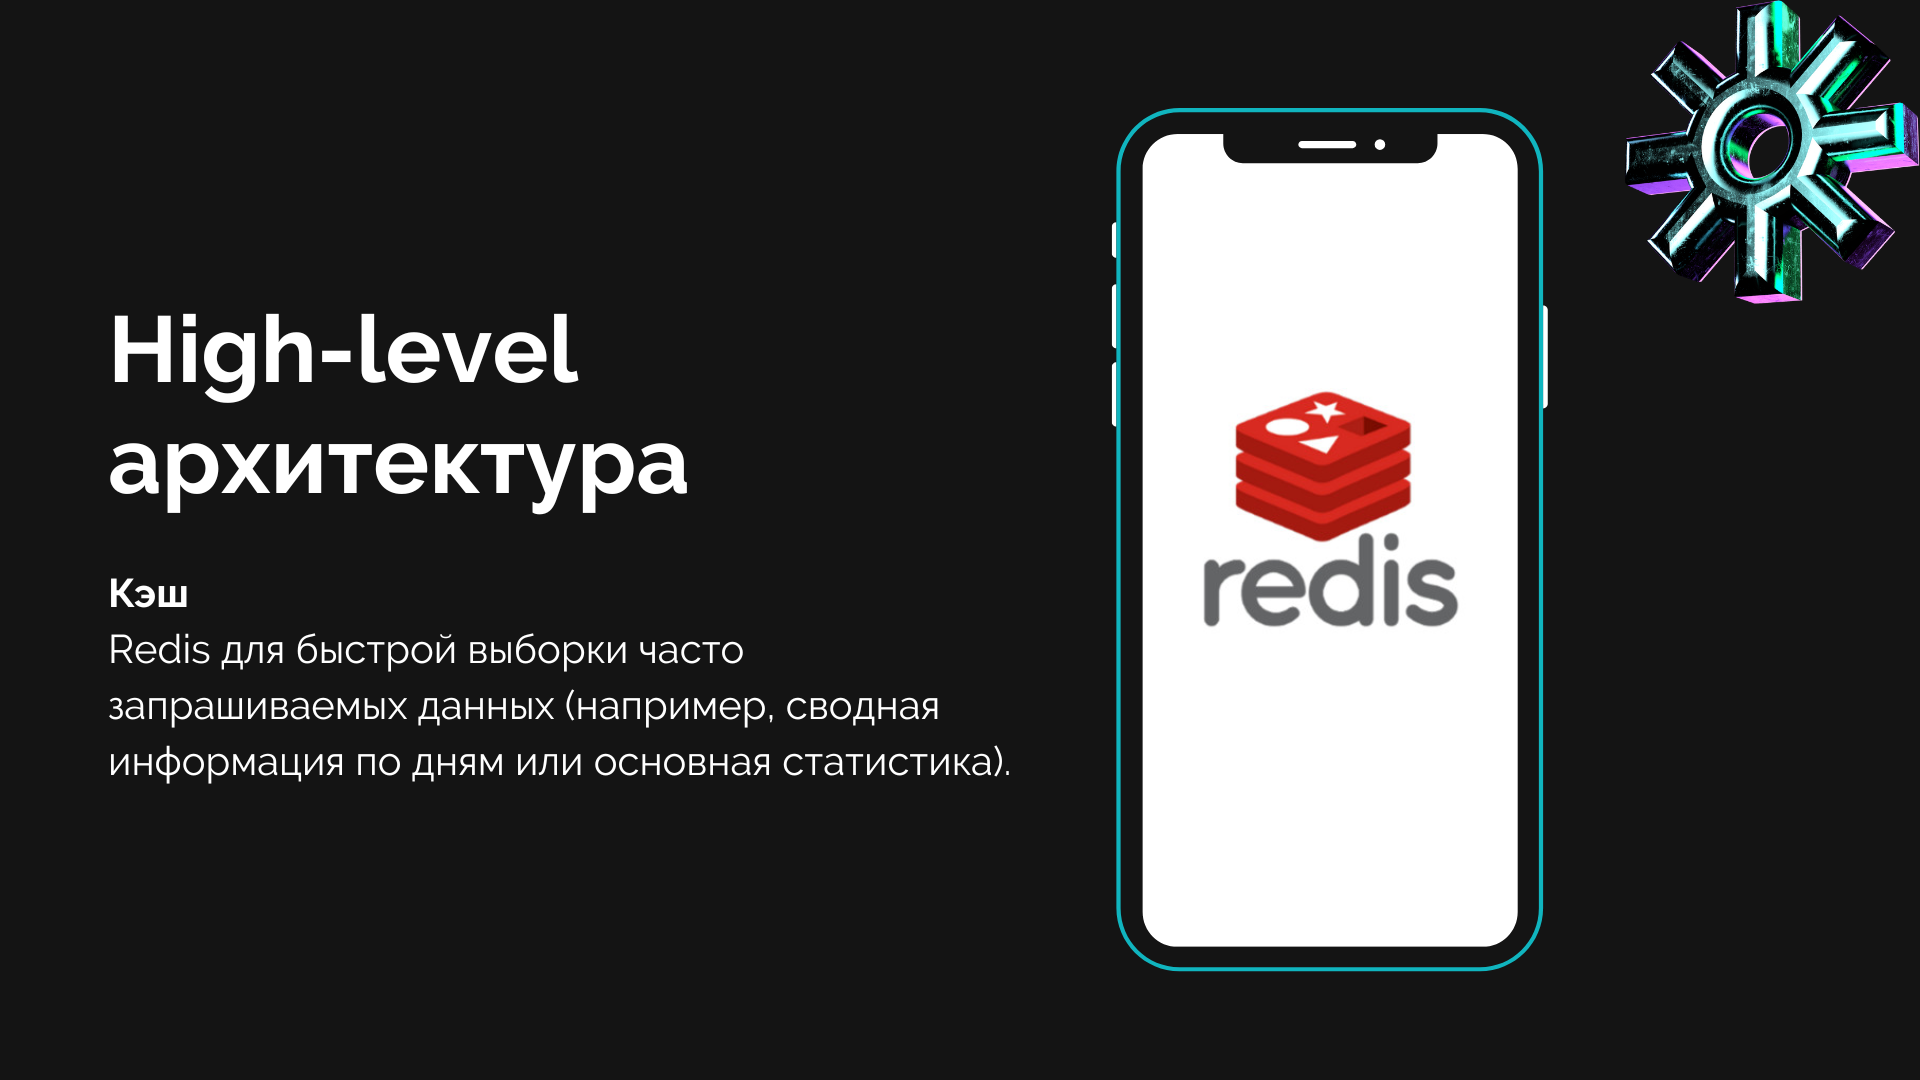 High-level
архитектура
Кэш
Redis для быстрой выборки часто
запрашиваемых данных (например, сводная
информация по дням или основная статистика).
redis